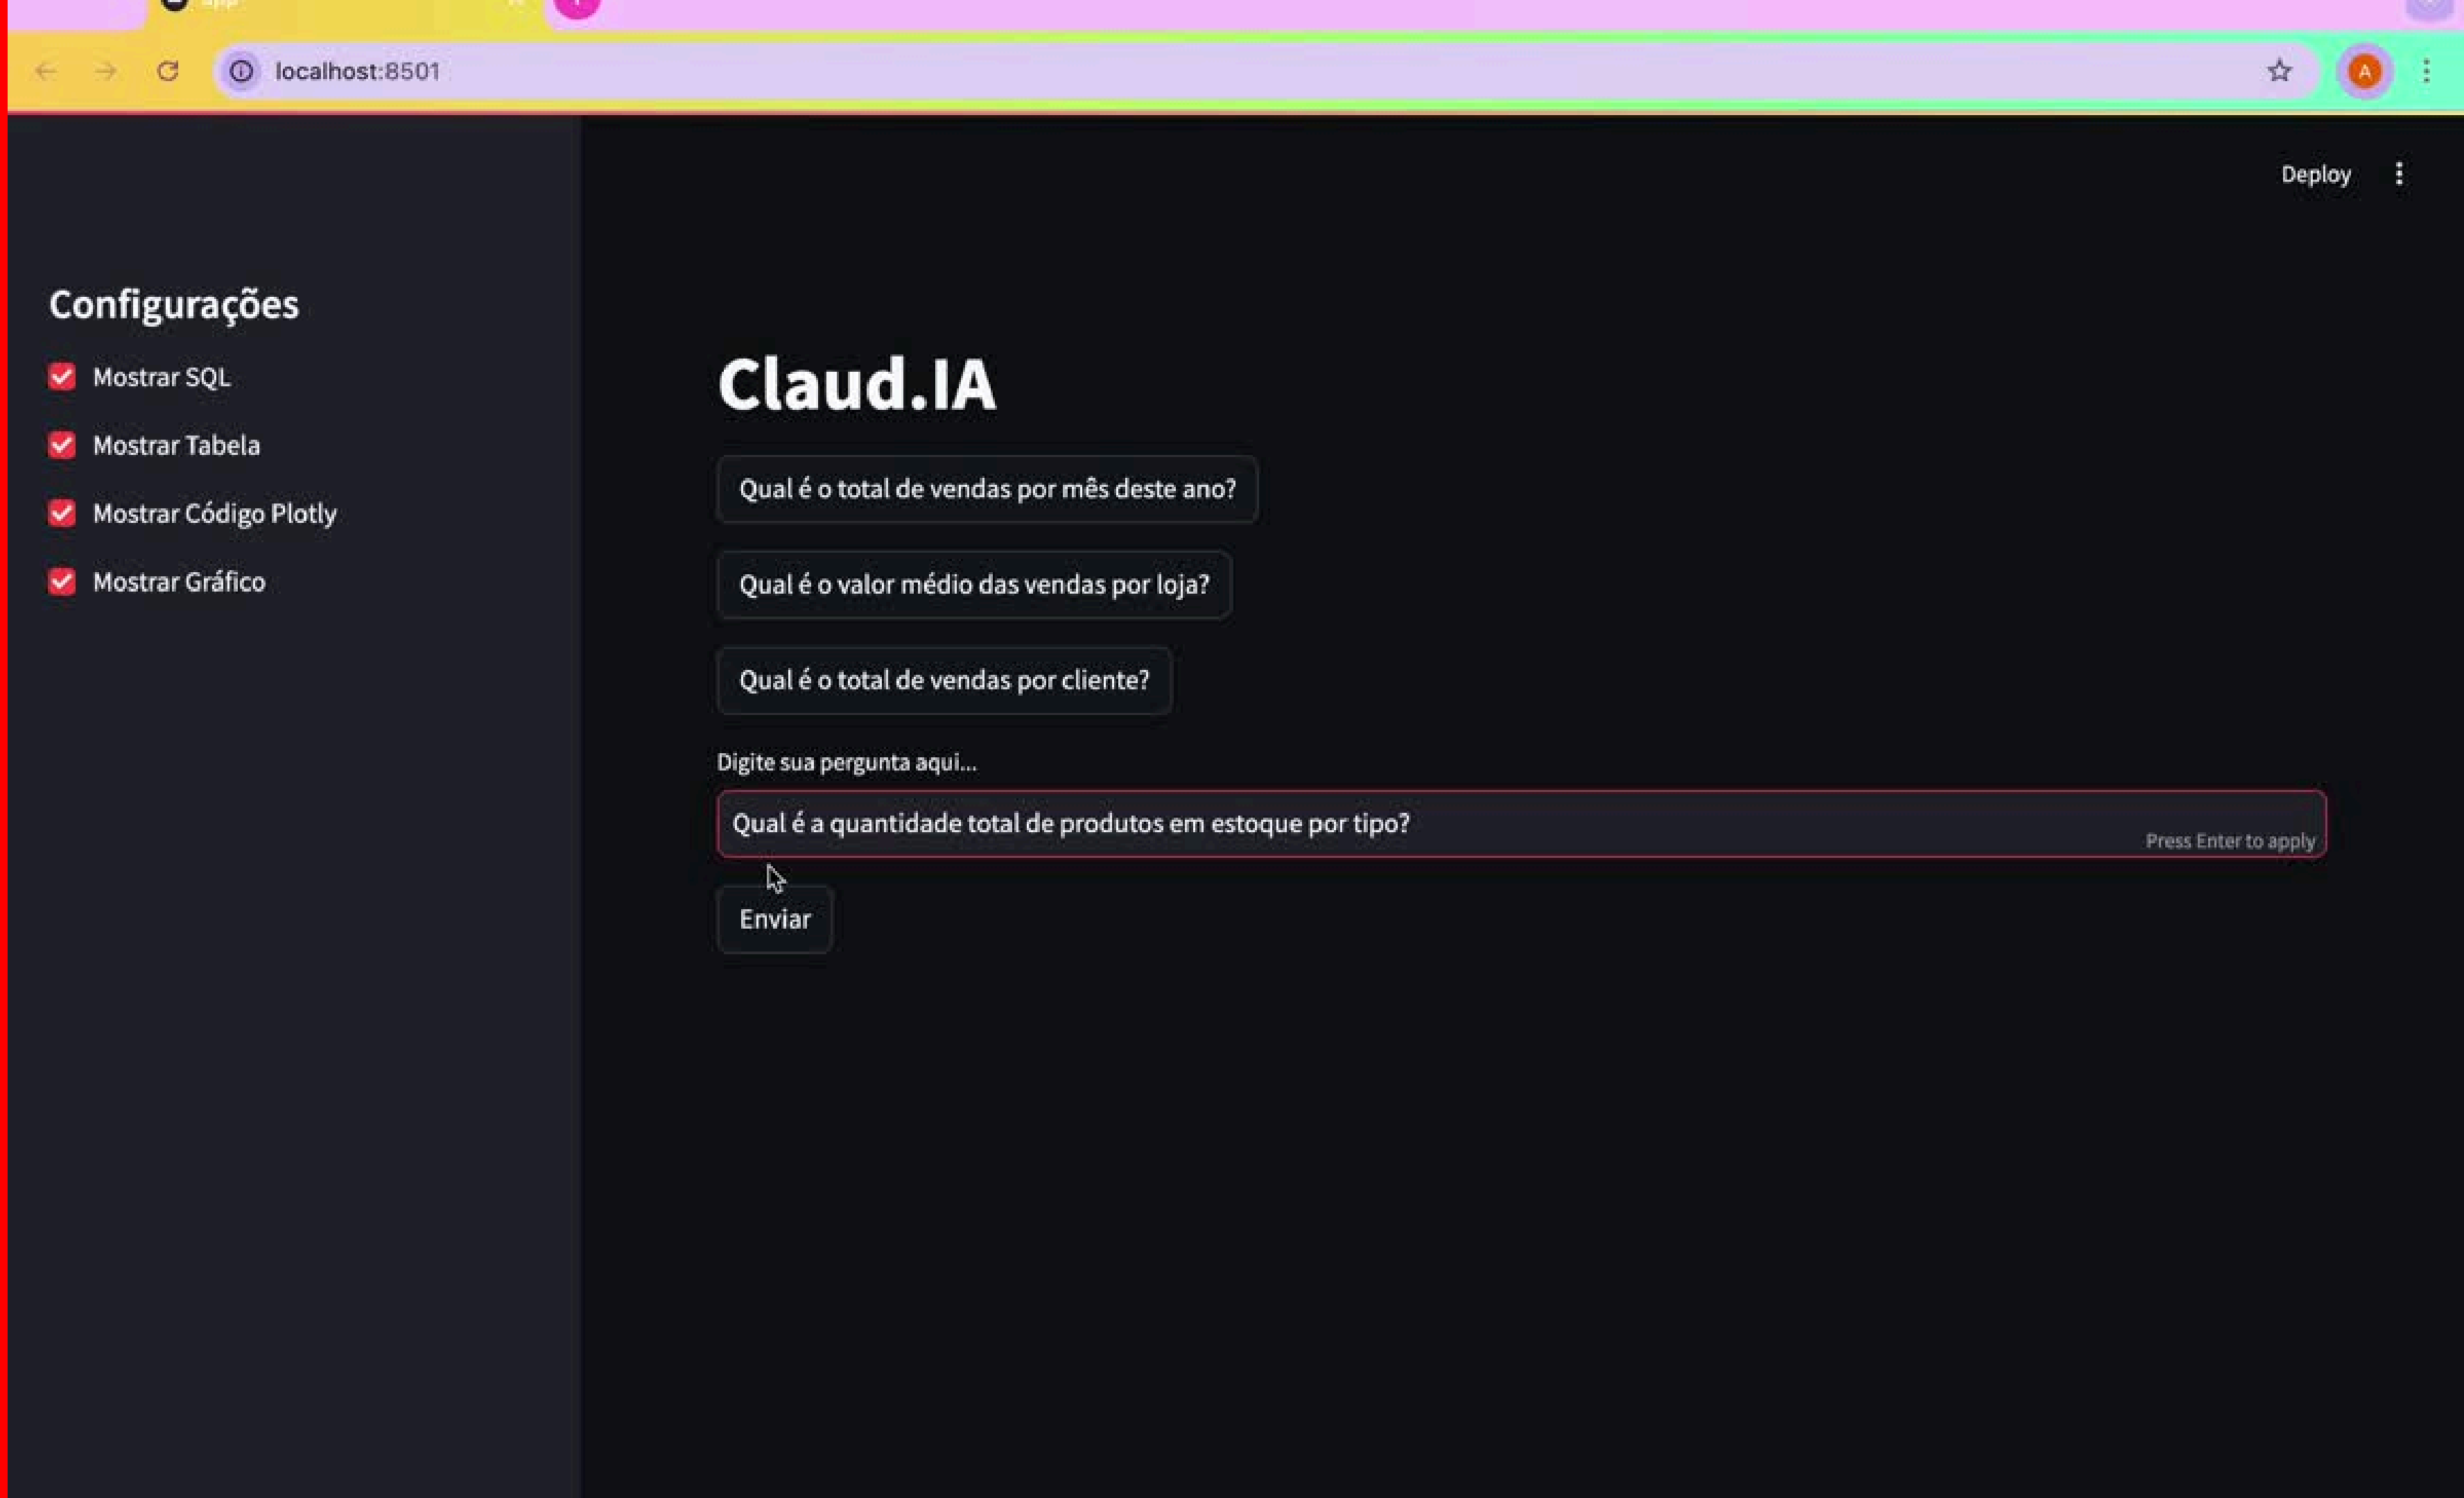 localhost:8501
A
Deploy
Configurações
Mostrar SQL
Mostrar Tabela
Mostrar Código Plotly
Mostrar Gráfico
Claud.IA
Qual é o total de vendas por mês deste ano?
Qual é o valor médio das vendas por loja?
Qual é o total de vendas por cliente?
Digite sua pergunta aqui...
Qual é a quantidade total de produtos em estoque por tipo?
Press Enter to apply
Enviar